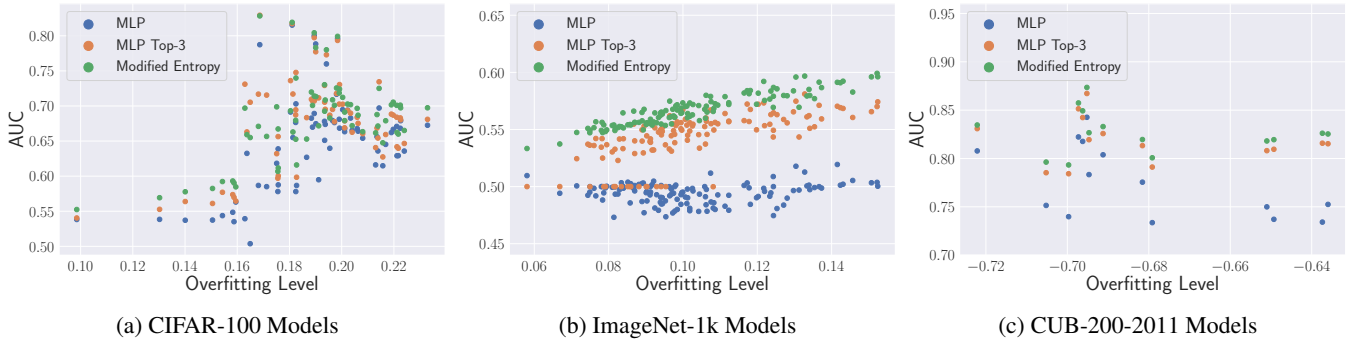 MLP
MLP Top-3
Modified Entropy
AUC
0.80
0.75
0.70
0.65
0.60
0.55
0.50
0.10 0.12 0.14 0.16 0.18 0.20 0.22
Overfitting Level
(a) CIFAR-100 Models
MLP
MLP Top-3
Modified Entropy
AUC
0.65
0.60
0.55
0.50
0.45
0.06 0.08 0.10 0.12 0.14
Overfitting Level
(b) ImageNet-1k Models
MLP
MLP Top-3
Modified Entropy
AUC
0.95
0.90
0.85
0.80
0.75
0.70
−0.72 −0.70 −0.68 −0.66 −0.64
Overfitting Level
(c) CUB-200-2011 Models